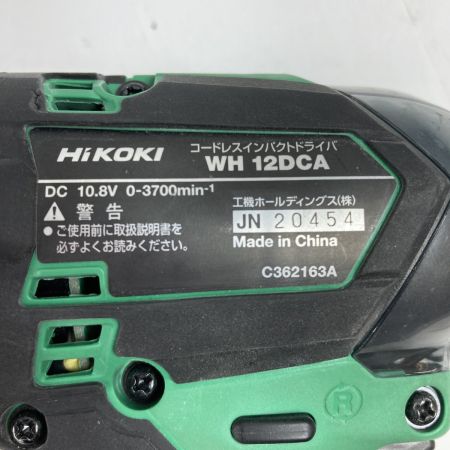 コードレスインパクトドライバ
HiKOKI WH 12DCA
DC 10.8V 0-3700min-1
⚠ 警告
●ご使用前に取扱説明書を
必ずよくお読みください。
工機ホールディングス(株)
JN 20454
Made in China
C362163A
®